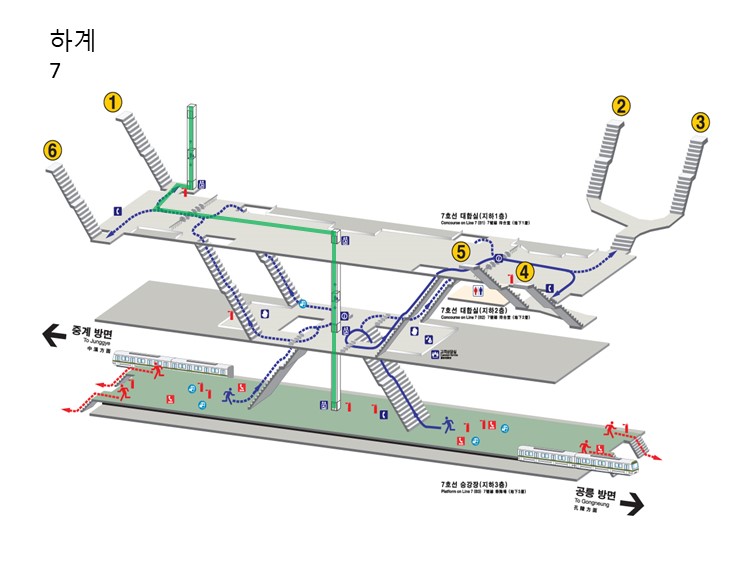 하계
7
1
2
3
6
7호선 대합실(지하1층)
Concourse on Line 7 (B1) 7號線 待合室 (地下1層)
5
4
7호선 대합실(지하2층)
Concourse on Line 7 (B2) 7號線 待合室 (地下2層)
중계 방면
To Junggye
中溪方面
고객상담실
7호선 승강장(지하3층)
Platform on Line 7 (B3) 7號線 乘降場 (地下3層)
공릉 방면
To Gongneung
孔陵方面